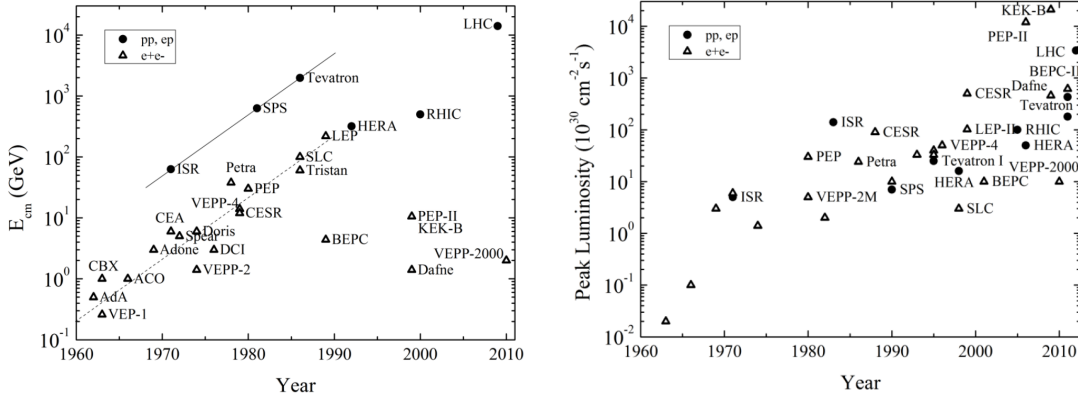 10^4
10^3
10^2
10^1
10^0
10^-1
E_cm (GeV)
pp, ep
e+e-
LHC
Tevatron
SPS
HERA
RHIC
LEP
ISR
SLC
Petra
Tristan
PEP
VEPP-4
CESR
CEA
Doris
PEP-II
Spear
KEK-B
Adone
DCI
BEPC
VEPP-2000
CBX
ACO
VEPP-2
Dafne
AdA
VEP-1
1960
1970
1980
1990
2000
2010
Year
10^4
10^3
10^2
10^1
10^0
10^-1
10^-2
Peak Luminosity (10^30 cm^-2 s^-1)
pp, ep
e+e-
KEK-B
PEP-II
LHC
BEPC-II
Dafne
CESR
Tevatron
ISR
CESR
LEP-II
RHIC
VEPP-4
HERA
PEP
Petra
Tevatron I
VEPP-2000
HERA
BEPC
ISR
VEPP-2M
SPS
SLC
1960
1970
1980
1990
2000
2010
Year